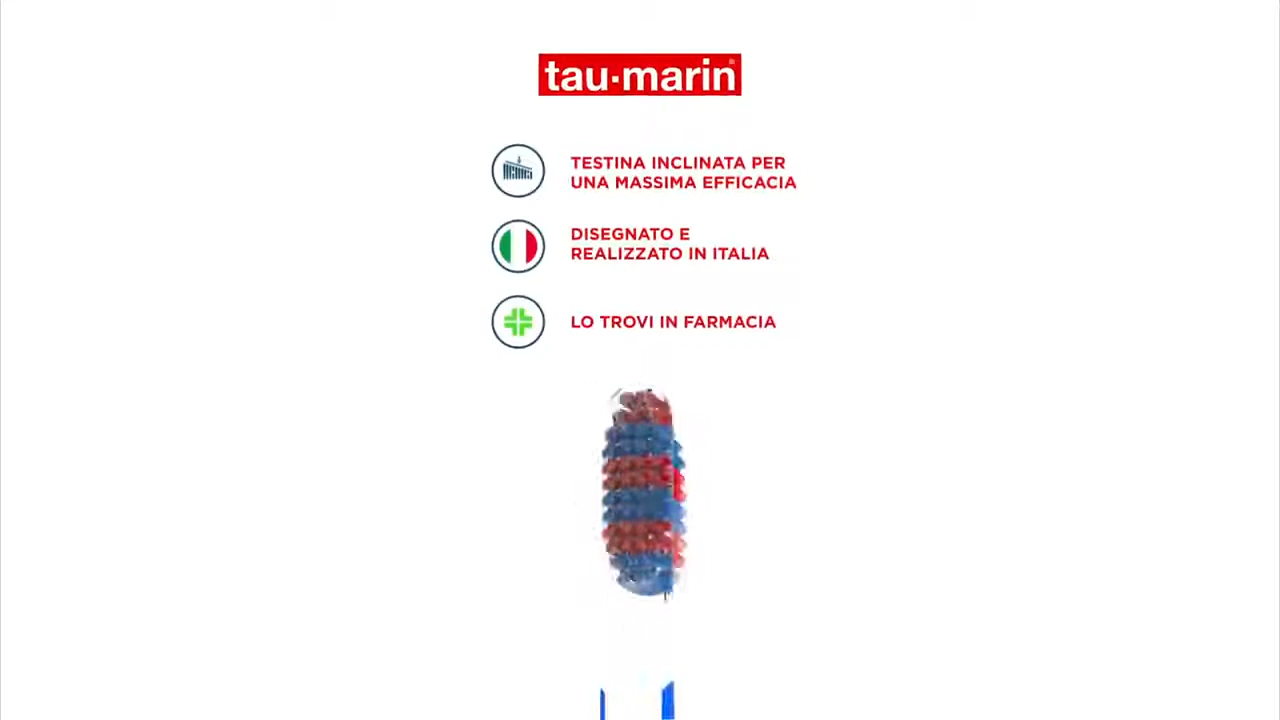 tau·marin®
TESTINA INCLINATA PER
UNA MASSIMA EFFICACIA
DISEGNATO E
REALIZZATO IN ITALIA
LO TROVI IN FARMACIA